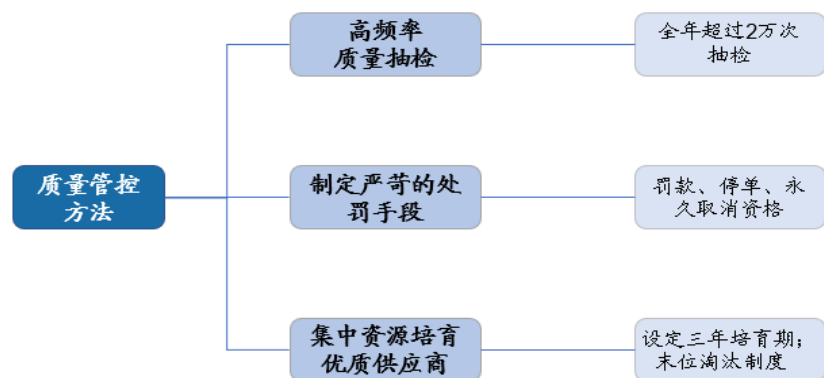 高频率
质量抽检
全年超过2万次
抽检
质量管控
方法
制定严苛的处
罚手段
罚款、停单、永
久取消资格
集中资源培育
优质供应商
设定三年培育期；
末位淘汰制度